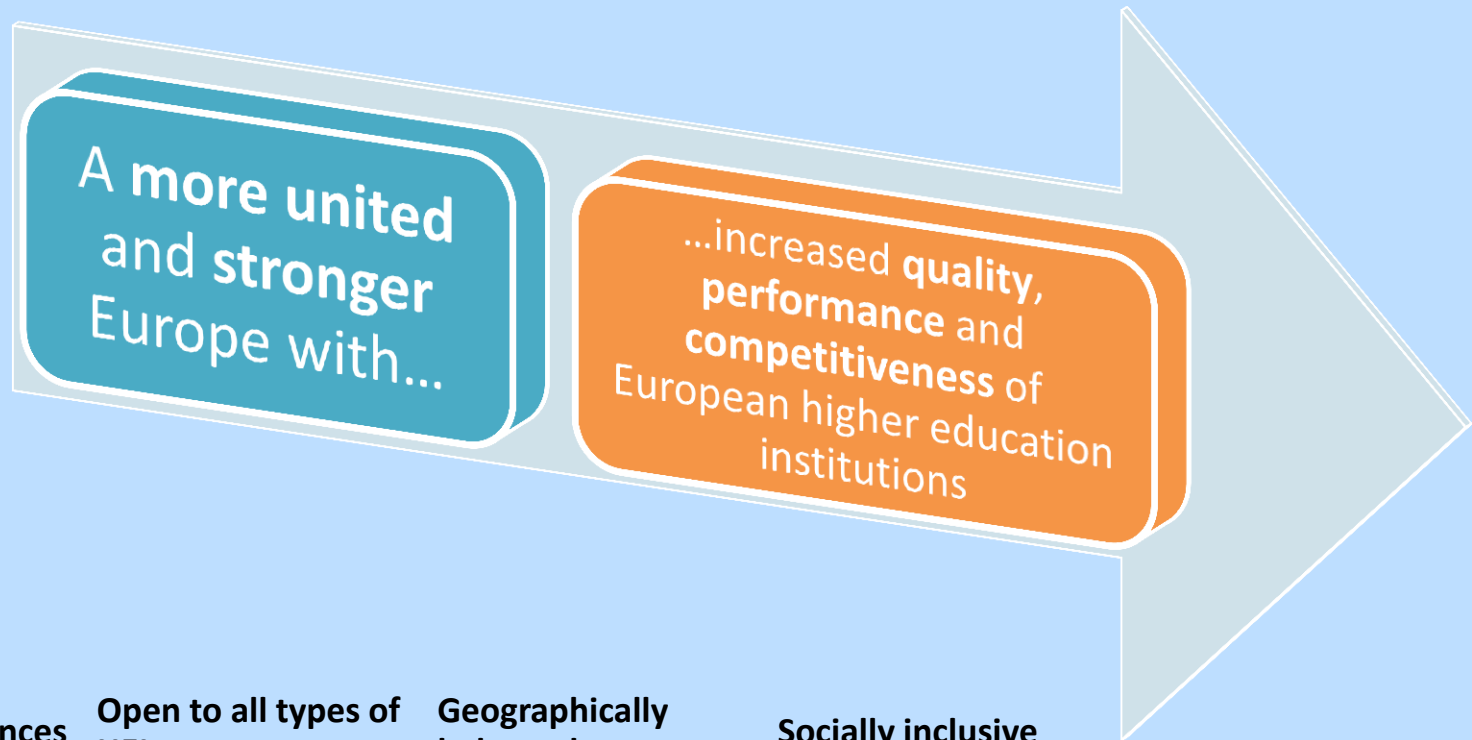 A more united
and stronger
Europe with...
...increased quality,
performance and
competitiveness of
European higher education
institutions
Open to all types of
Geographically
Socially inclusive